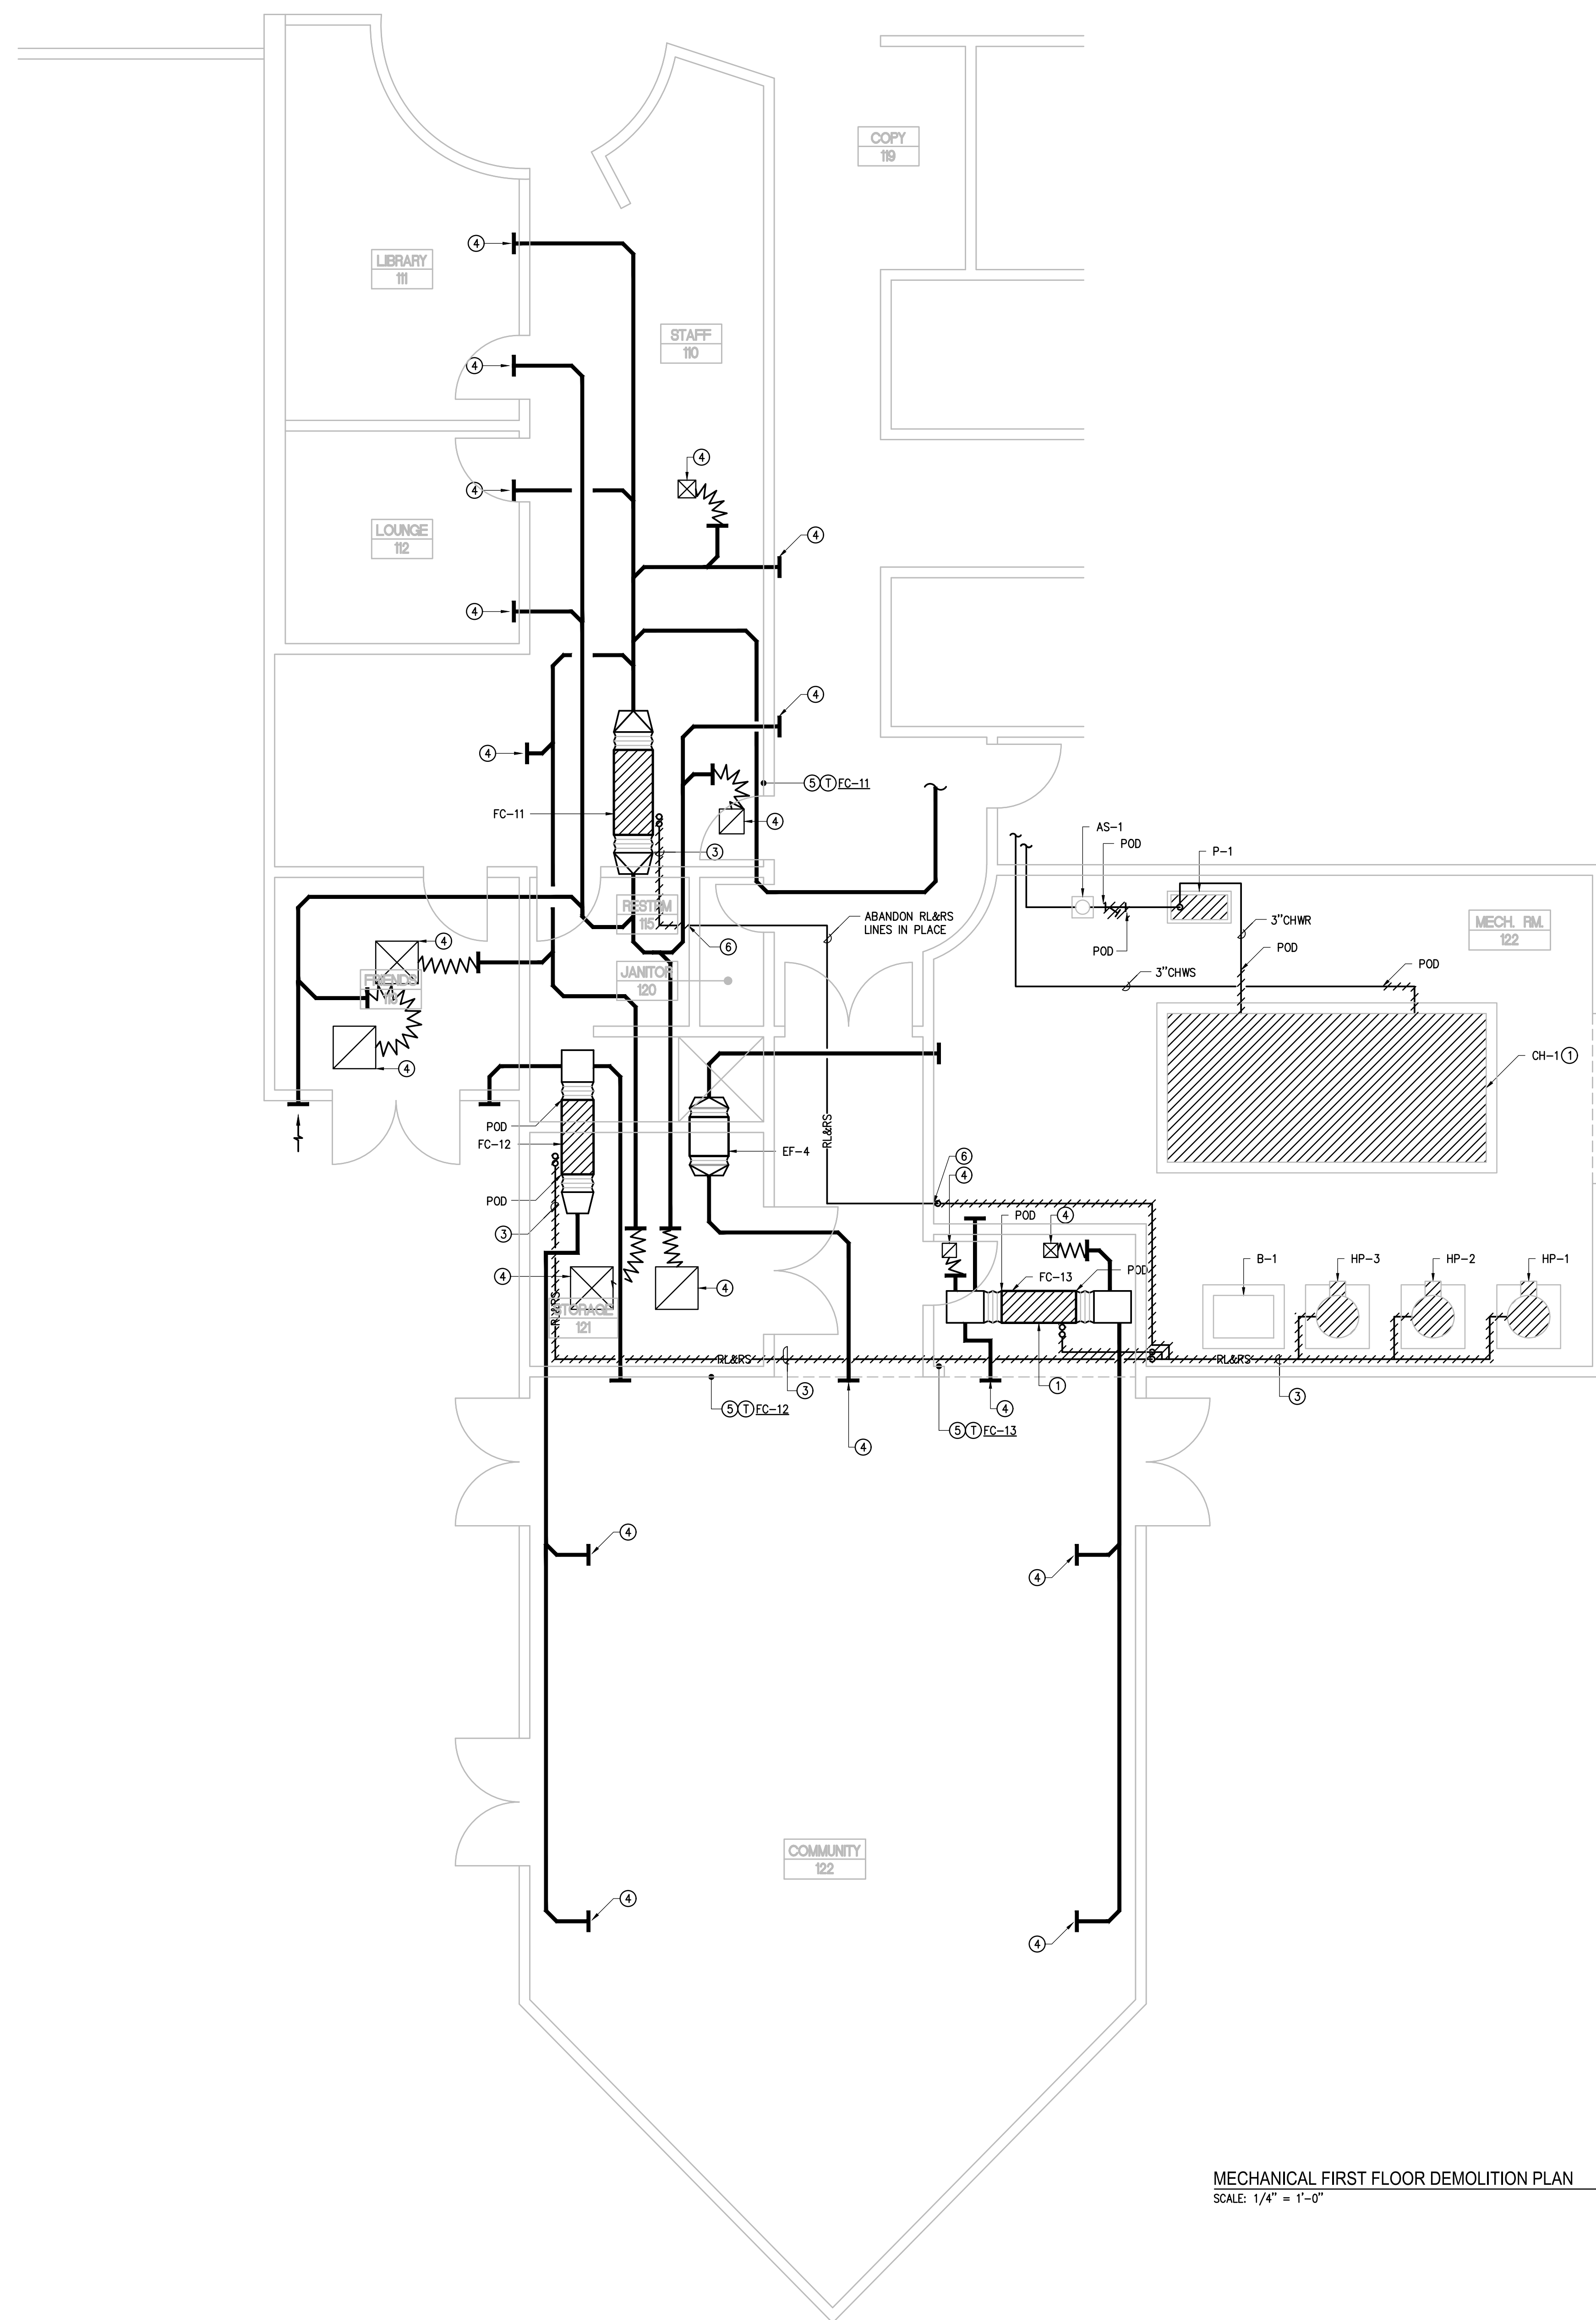 COPY
119
4
LIBRARY
111
STAFF
110
4
4
4
4
LOUNGE
112
4
4
4
5 T FC-11
FC-11
4
3
AS-1
POD
P-1
RESTRM
115
ABANDON RL&RS
LINES IN PLACE
3"CHWR
MECH. RM.
122
4
6
POD
POD
JANITOR
120
POD
FRIENDS
3"CHWS
CH-1 1
4
POD
FC-12
RL&RS
EF-4
6
4
POD
3
POD
4
4
4
RL&RS
FC-13
POD
B-1
HP-3
HP-2
HP-1
STORAGE
121
RL&RS
RL&RS
3
1
3
5 T FC-12
4
5 T FC-13
4
4
4
COMMUNITY
122
4
4
MECHANICAL FIRST FLOOR DEMOLITION PLAN
SCALE: 1/4" = 1'-0"